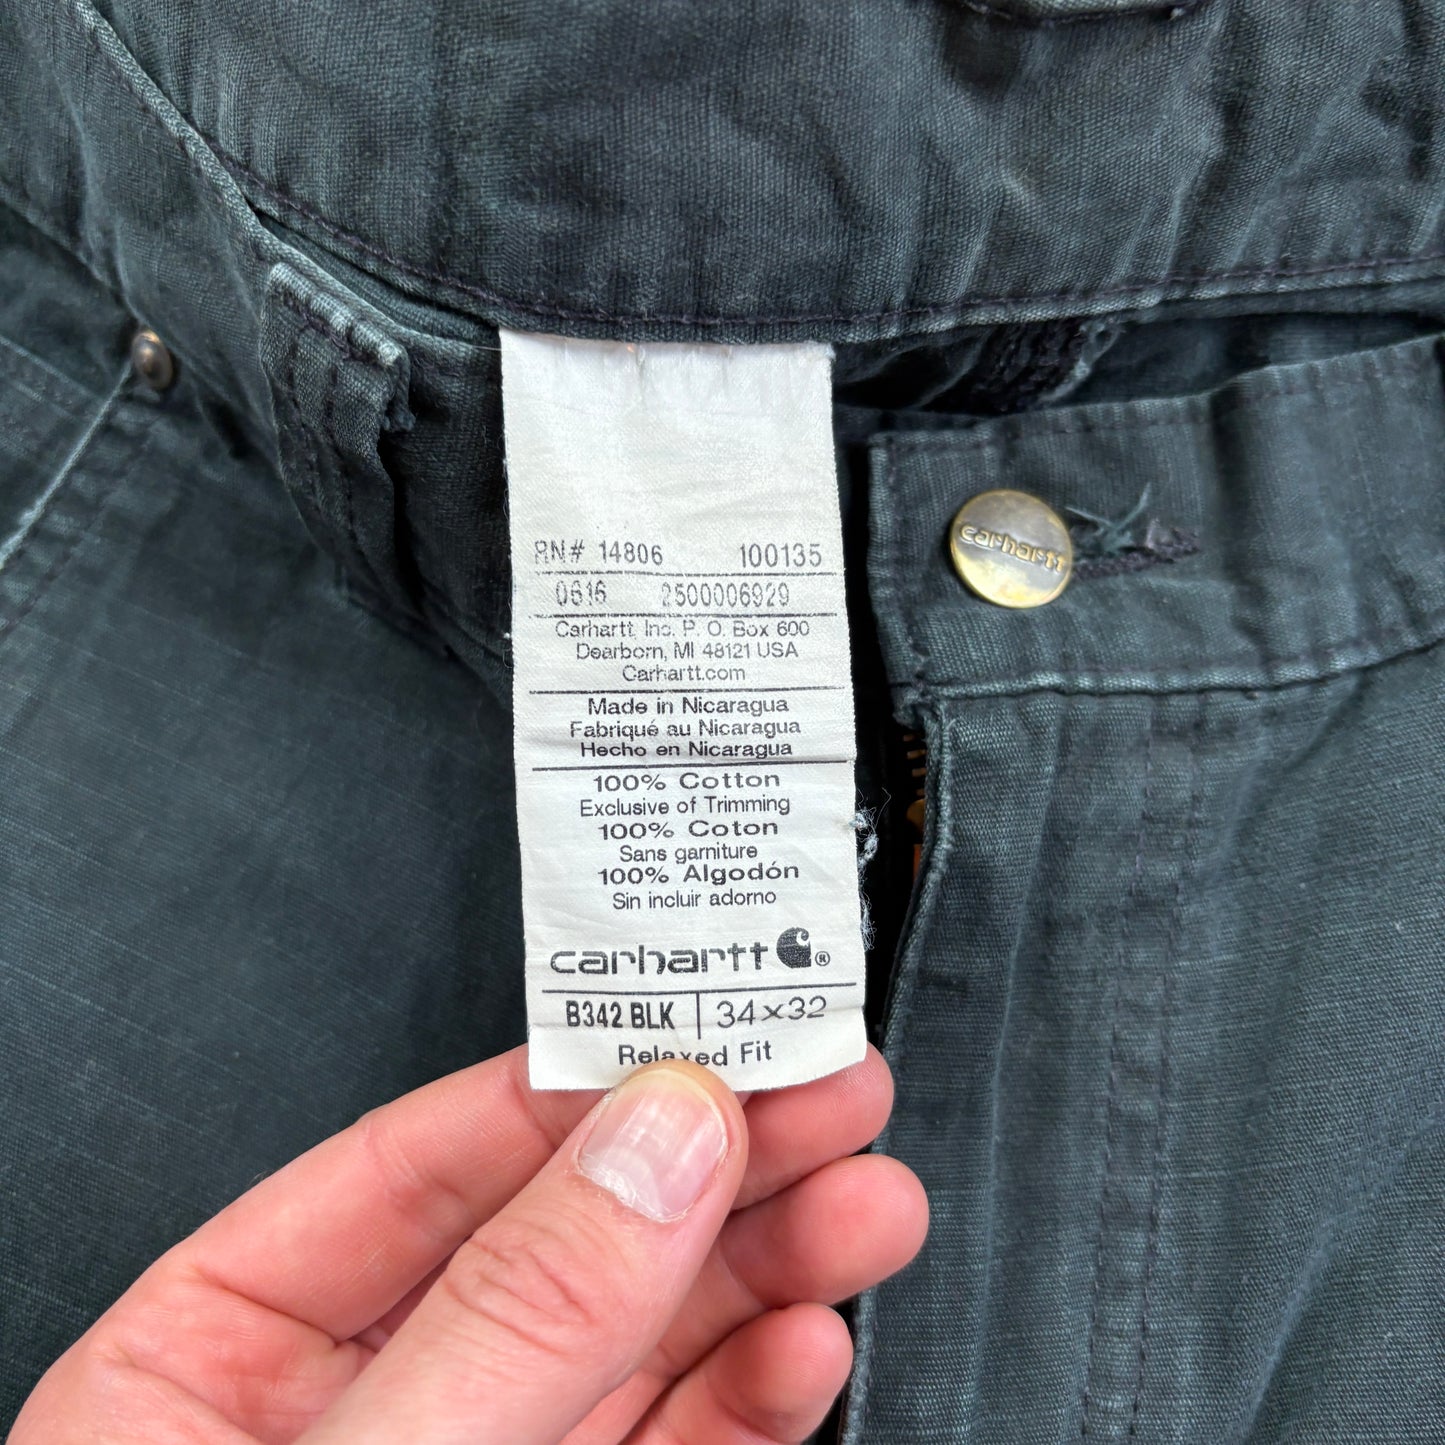 RN# 14806 100135
0616 2500006929
Carhartt, Inc. P. O. Box 600
Dearborn, MI 48121 USA
Carhartt.com
Made in Nicaragua
Fabriqué au Nicaragua
Hecho en Nicaragua
100% Cotton
Exclusive of Trimming
100% Coton
Sans garniture
100% Algodón
Sin incluir adorno
carhartt ®
B342 BLK 34x32
Relaxed Fit
carhartt